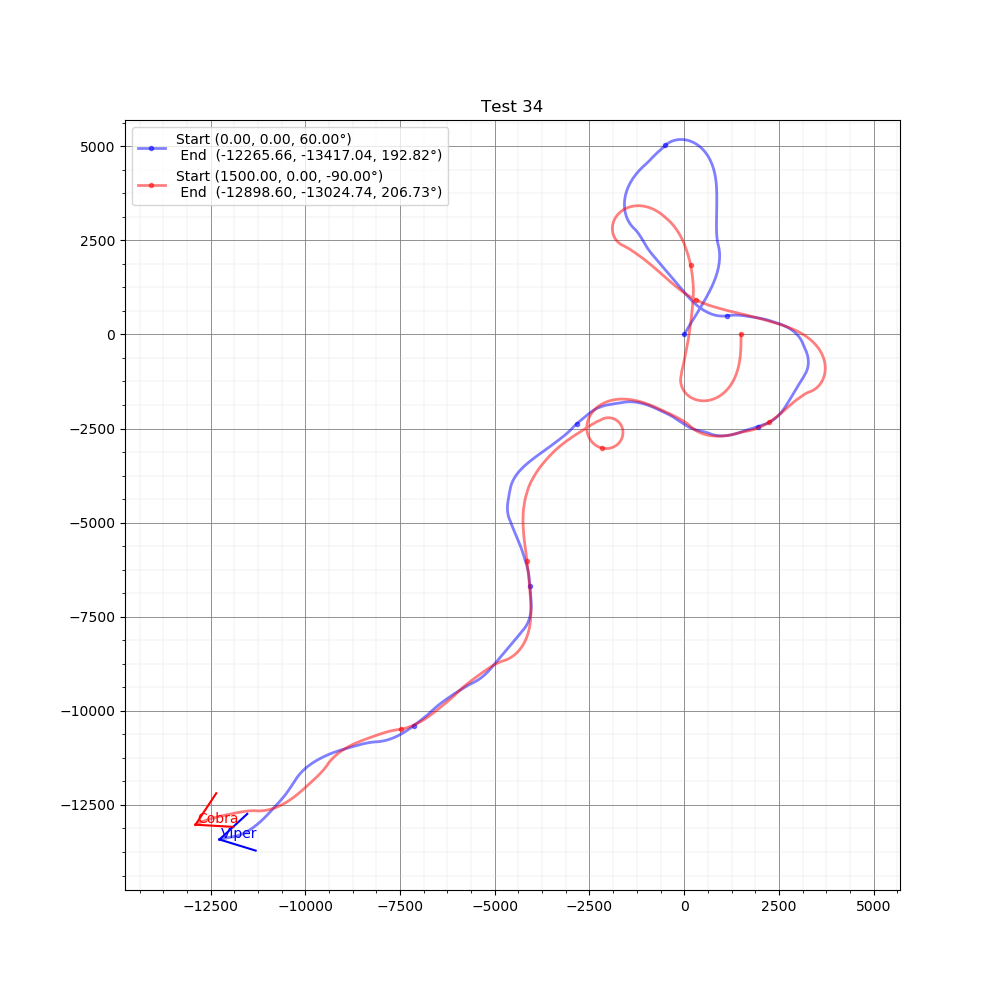 Test 34
Start (0.00, 0.00, 60.00°)
End (-12265.66, -13417.04, 192.82°)
Start (1500.00, 0.00, -90.00°)
End (-12898.60, -13024.74, 206.73°)
5000
2500
0
−2500
−5000
−7500
−10000
−12500
Cobra
Viper
−12500 −10000 −7500 −5000 −2500 0 2500 5000